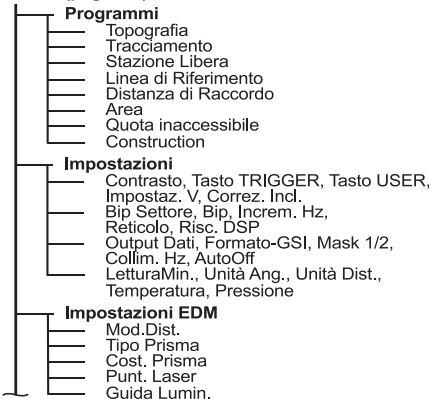 Programmi
Topografia
Tracciamento
Stazione Libera
Linea di Riferimento
Distanza di Raccordo
Area
Quota inaccessibile
Construction
Impostazioni
Contrasto, Tasto TRIGGER, Tasto USER,
Impostaz. V, Correz. Incl.
Bip Settore, Bip, Increm. Hz,
Reticolo, Risc. DSP
Output Dati, Formato-GSI, Mask 1/2,
Collim. Hz, AutoOff
LetturaMin., Unità Ang., Unità Dist.,
Temperatura, Pressione
Impostazioni EDM
Mod.Dist.
Tipo Prisma
Cost. Prisma
Punt. Laser
Guida Lumin.